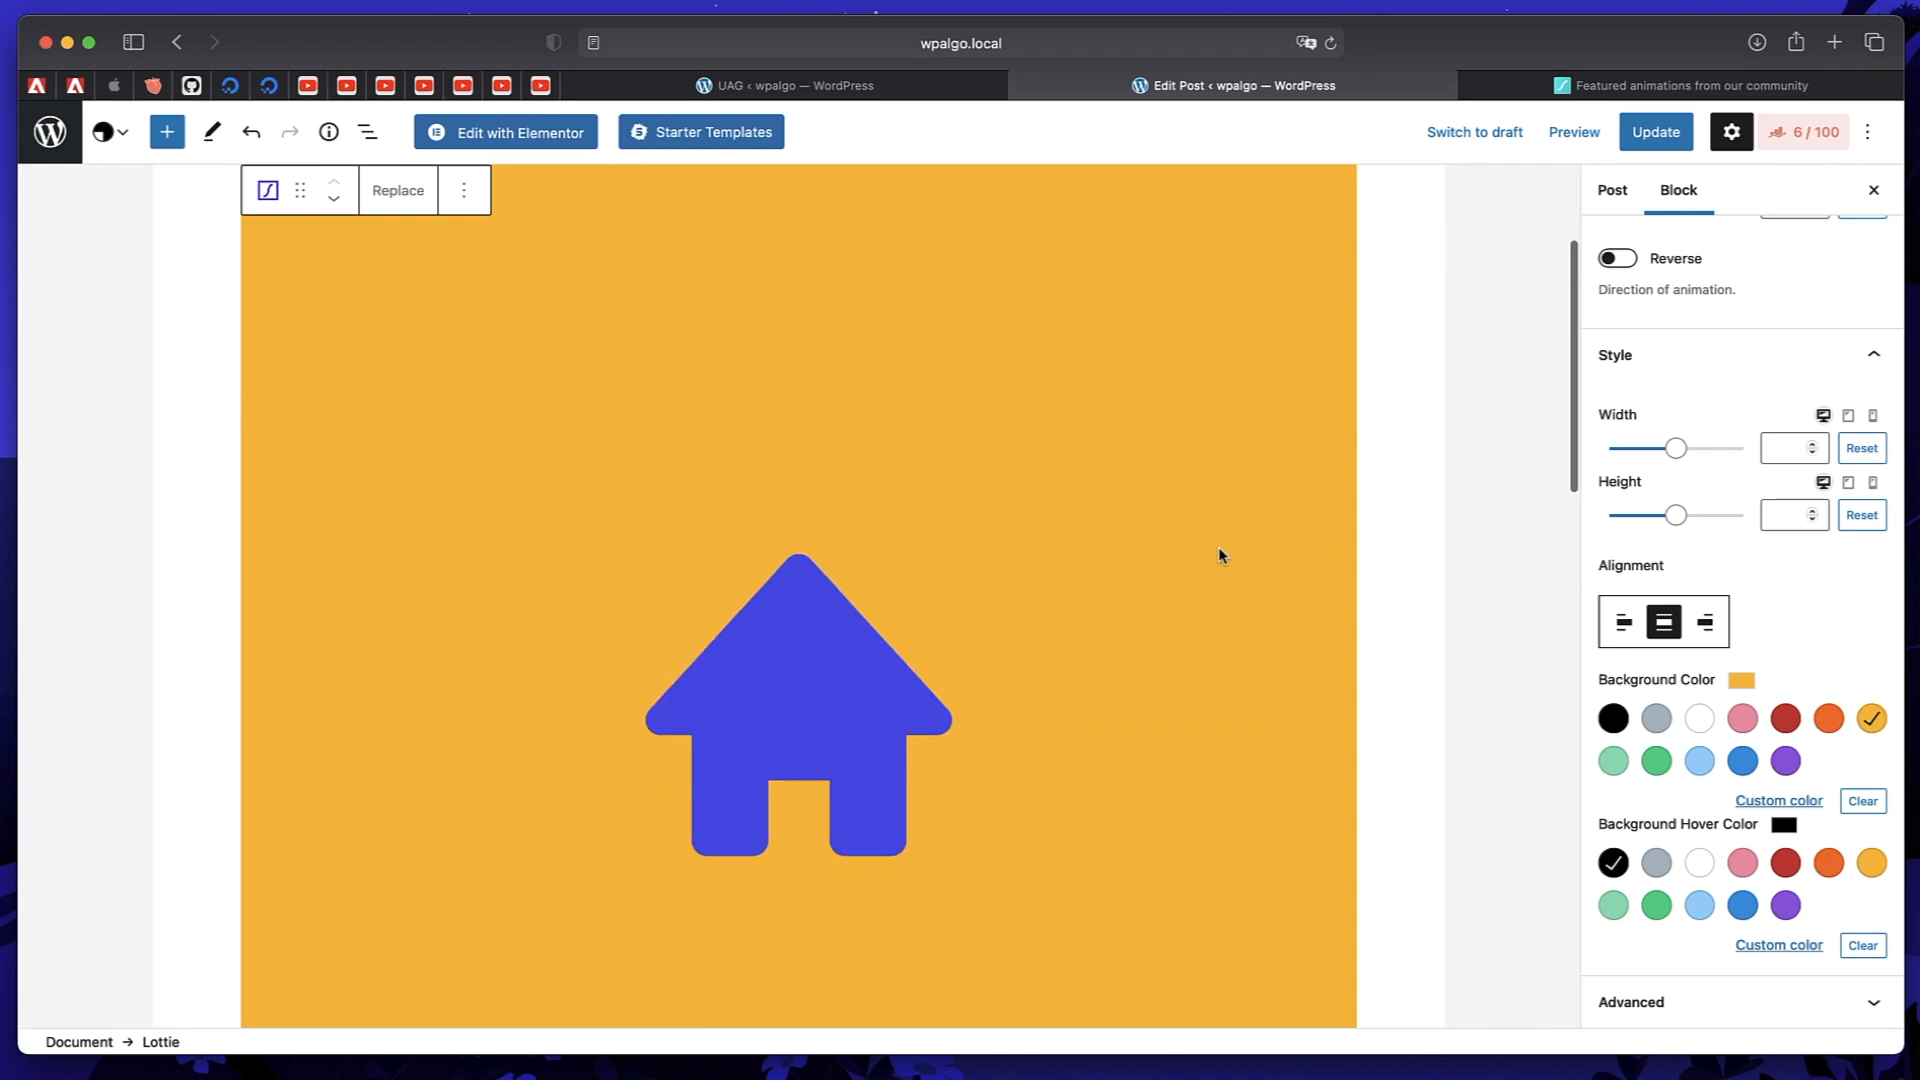 wpalgo.local
UAG < wpalgo — WordPress
Edit Post < wpalgo — WordPress
Featured animations from our community
Edit with Elementor
Starter Templates
Switch to draft
Preview
Update
6 / 100
Replace
Post
Block
Reverse
Direction of animation.
Style
Width
Reset
Height
Reset
Alignment
Background Color
Custom color
Clear
Background Hover Color
Custom color
Clear
Advanced
Document → Lottie